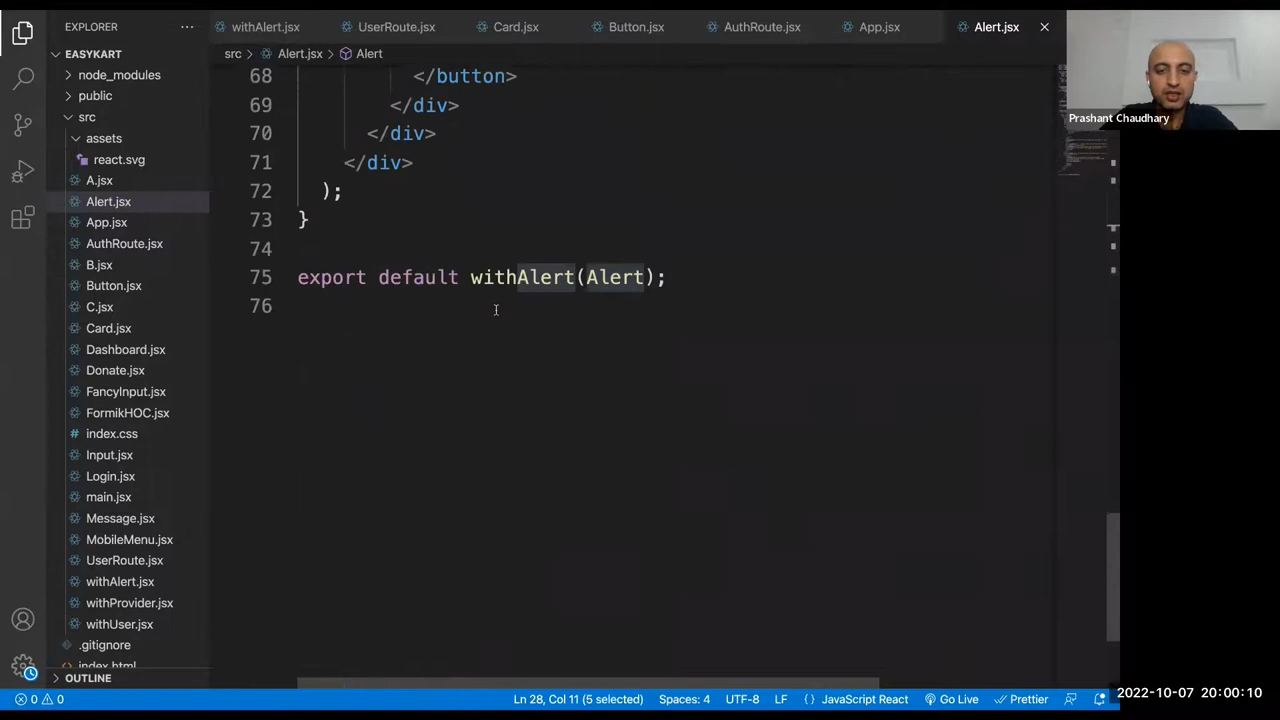 EXPLORER
EASYKART
node_modules
public
src
assets
react.svg
A.jsx
Alert.jsx
App.jsx
AuthRoute.jsx
B.jsx
Button.jsx
C.jsx
Card.jsx
Dashboard.jsx
Donate.jsx
FancyInput.jsx
FormikHOC.jsx
index.css
Input.jsx
Login.jsx
main.jsx
Message.jsx
MobileMenu.jsx
UserRoute.jsx
withAlert.jsx
withProvider.jsx
withUser.jsx
.gitignore
index.html
OUTLINE
withAlert.jsx UserRoute.jsx Card.jsx Button.jsx AuthRoute.jsx App.jsx Alert.jsx
src > Alert.jsx > Alert
68 </button>
69 </div>
70 </div>
71 </div>
72 );
73 }
74
75 export default withAlert(Alert);
76
Prashant Chaudhary
0 0 Ln 28, Col 11 (5 selected) Spaces: 4 UTF-8 LF { } JavaScript React Go Live Prettier
2022-10-07 20:00:10